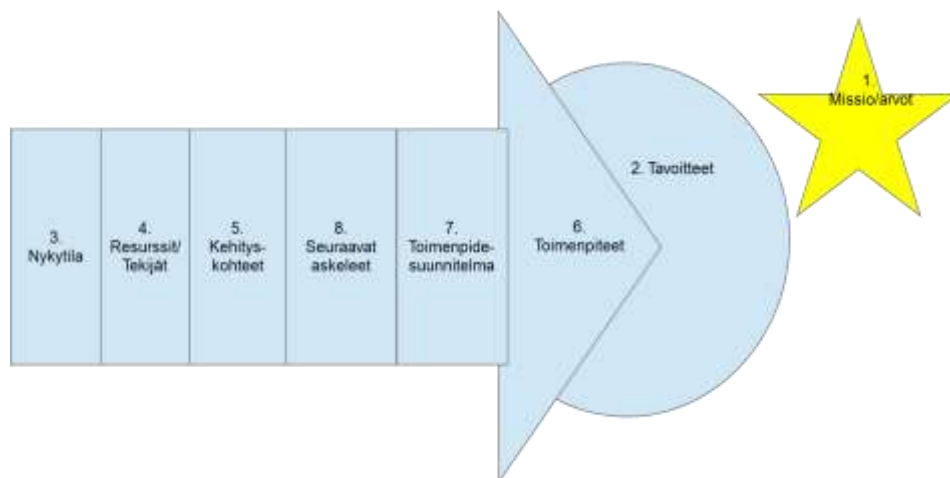 1.
Missio/arvot
2. Tavoitteet
3.
Nykytila
4.
Resurssit/
Tekijät
5.
Kehitys-
kohteet
8.
Seuraavat
askeleet
7.
Toimenpide-
suunnitelma
6.
Toimenpiteet